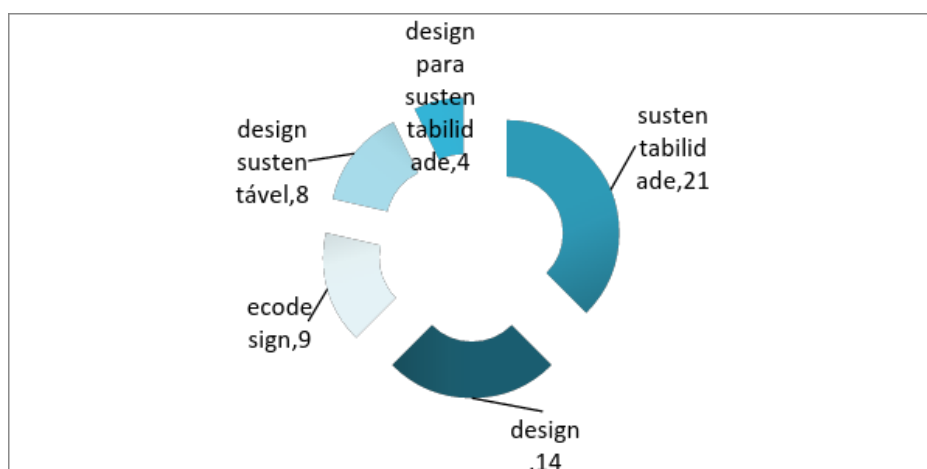 design
para
susten
tabilid
ade,4
susten
tabilid
ade,21
design
susten
tável,8
ecode
sign,9
design
,14